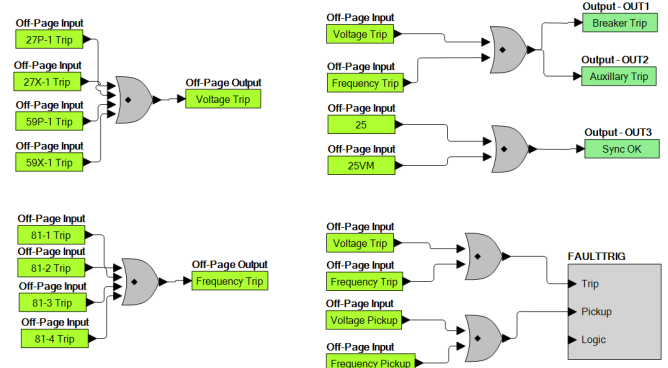 Off-Page Input
27P-1 Trip
Off-Page Input
27X-1 Trip
Off-Page Input
59P-1 Trip
Off-Page Input
59X-1 Trip
Off-Page Output
Voltage Trip
Off-Page Input
Voltage Trip
Off-Page Input
Frequency Trip
Output - OUT1
Breaker Trip
Output - OUT2
Auxillary Trip
Off-Page Input
25
Off-Page Input
25VM
Output - OUT3
Sync OK
Off-Page Input
81-1 Trip
Off-Page Input
81-2 Trip
Off-Page Input
81-3 Trip
Off-Page Input
81-4 Trip
Off-Page Output
Frequency Trip
Off-Page Input
Voltage Trip
Off-Page Input
Frequency Trip
Off-Page Input
Voltage Pickup
Off-Page Input
Frequency Pickup
FAULTTRIG
Trip
Pickup
Logic